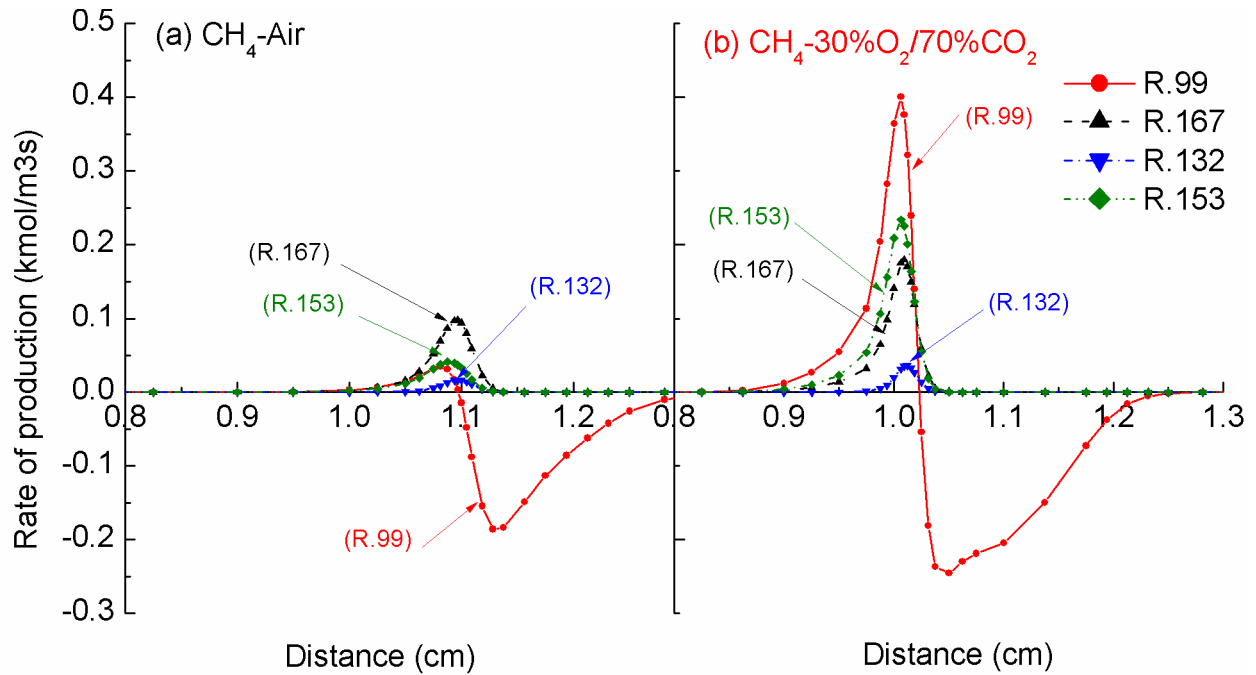 (a) CH₄-Air
(b) CH₄-30%O₂/70%CO₂
R.99
R.167
R.132
R.153
(R.99)
(R.153)
(R.167)
(R.132)
(R.167)
(R.153)
(R.132)
(R.99)
Rate of production (kmol/m3s)
0.5
0.4
0.3
0.2
0.1
0.0
-0.1
-0.2
-0.3
0.8 0.9 1.0 1.1 1.2 0.8 0.9 1.0 1.1 1.2 1.3
Distance (cm) Distance (cm)